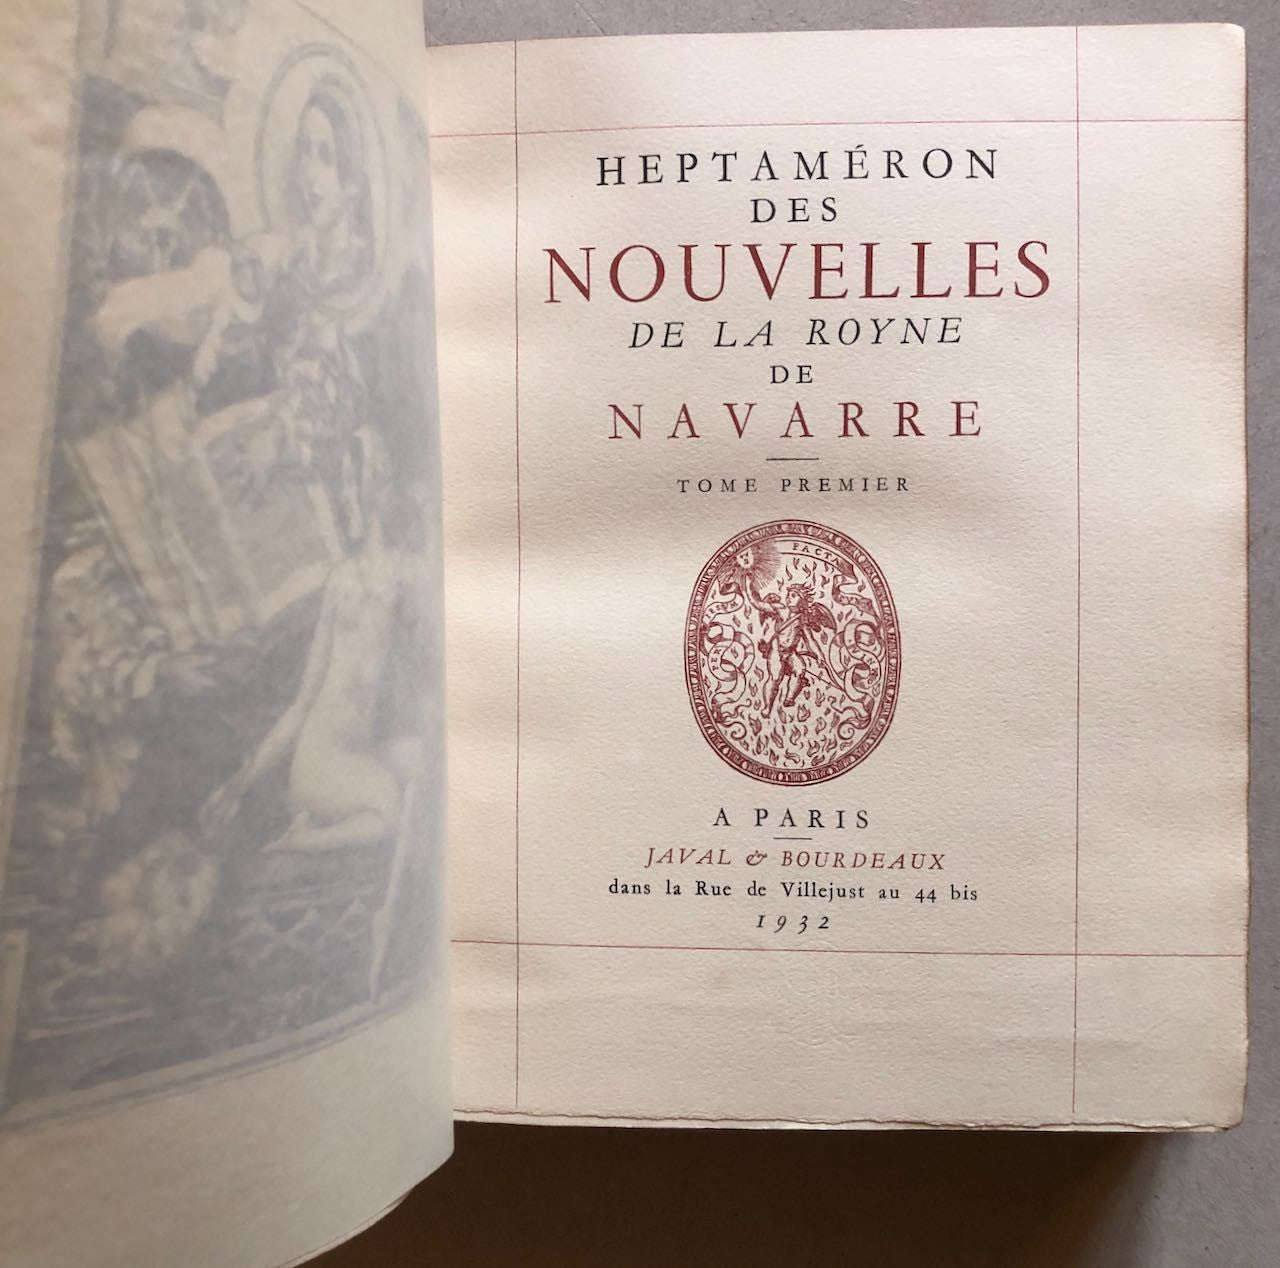 HEPTAMÉRON
DES
NOUVELLES
DE LA ROYNE
DE
NAVARRE
TOME PREMIER
FACTA
A PARIS
JAVAL & BOURDEAUX
dans la Rue de Villejust au 44 bis
1932